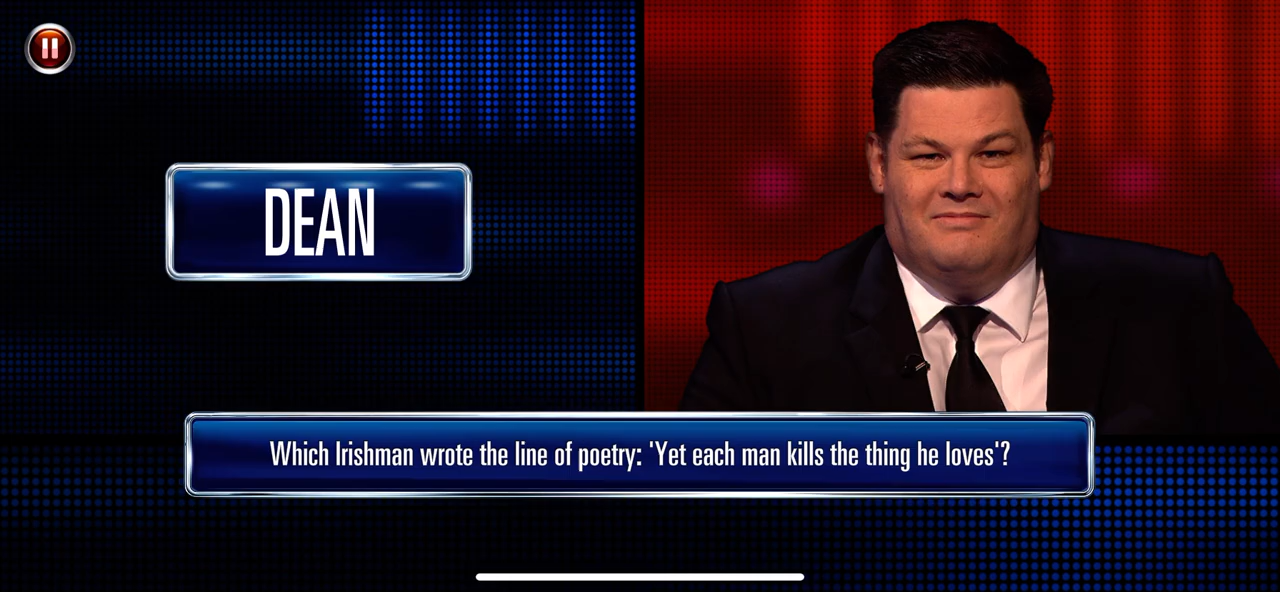 DEAN
Which Irishman wrote the line of poetry: 'Yet each man kills the thing he loves'?